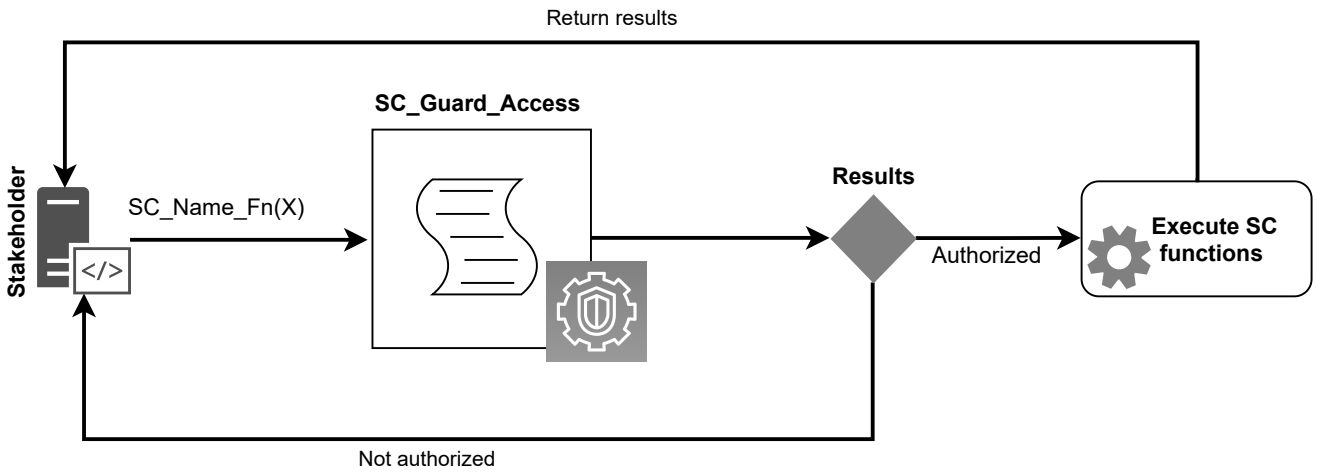 Return results
SC_Guard_Access
Stakeholder
SC_Name_Fn(X)
</>
Results
Authorized
Execute SC
functions
Not authorized